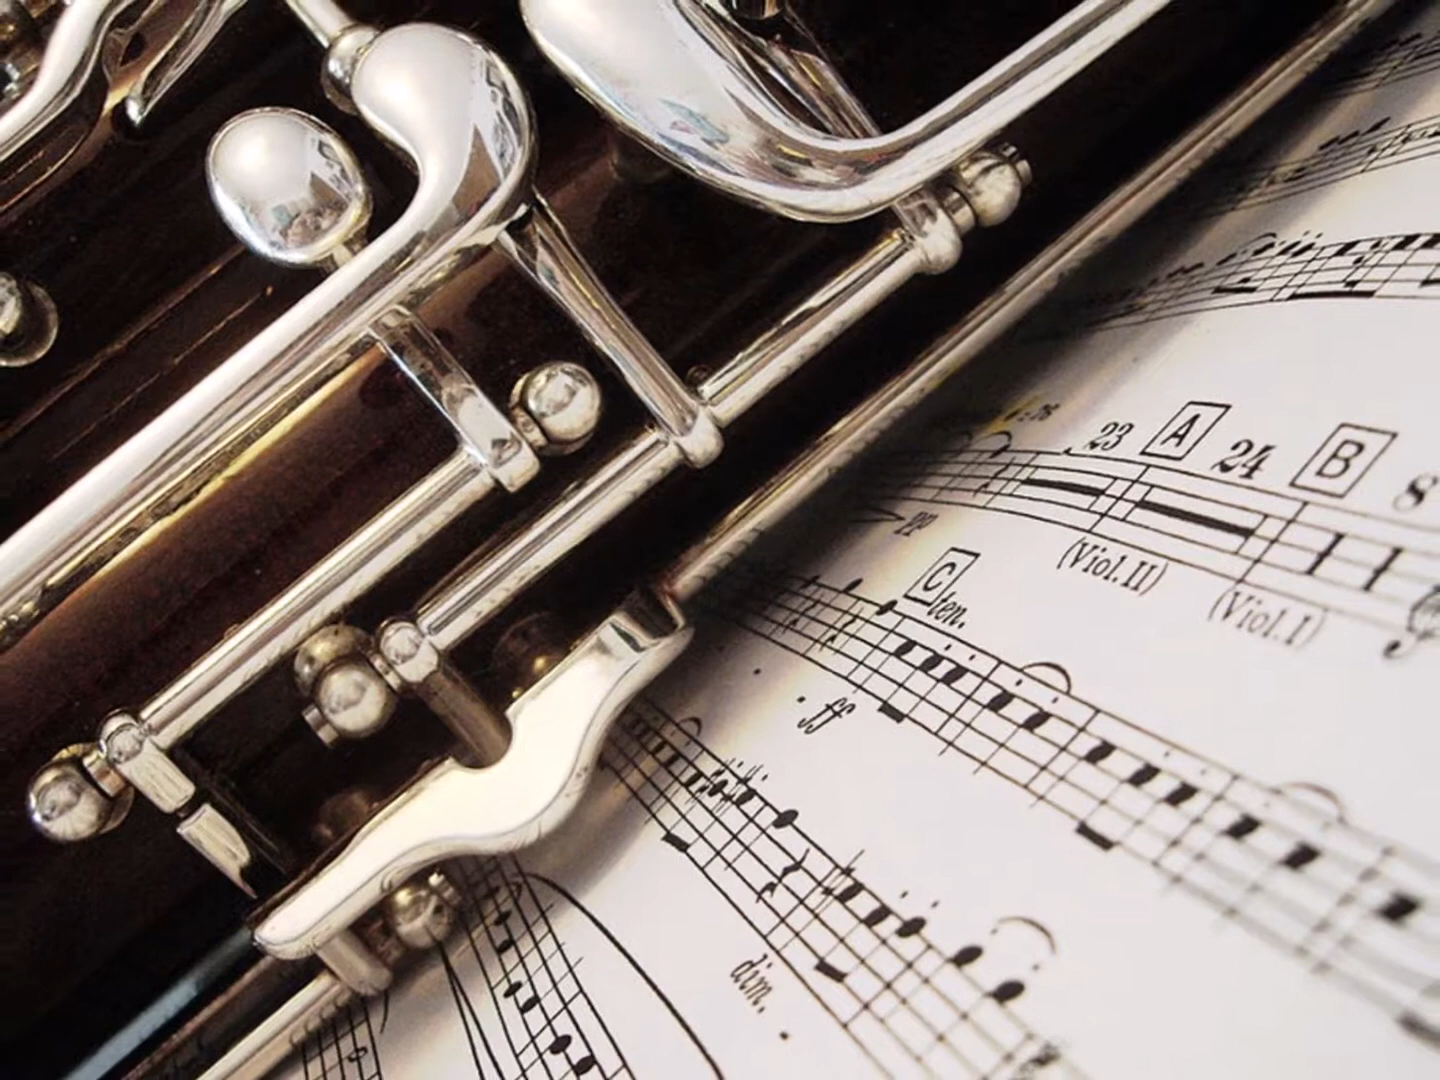 23 A 24 B 8
pp (Viol.II) (Viol.I)
C ten.
ff
dim.